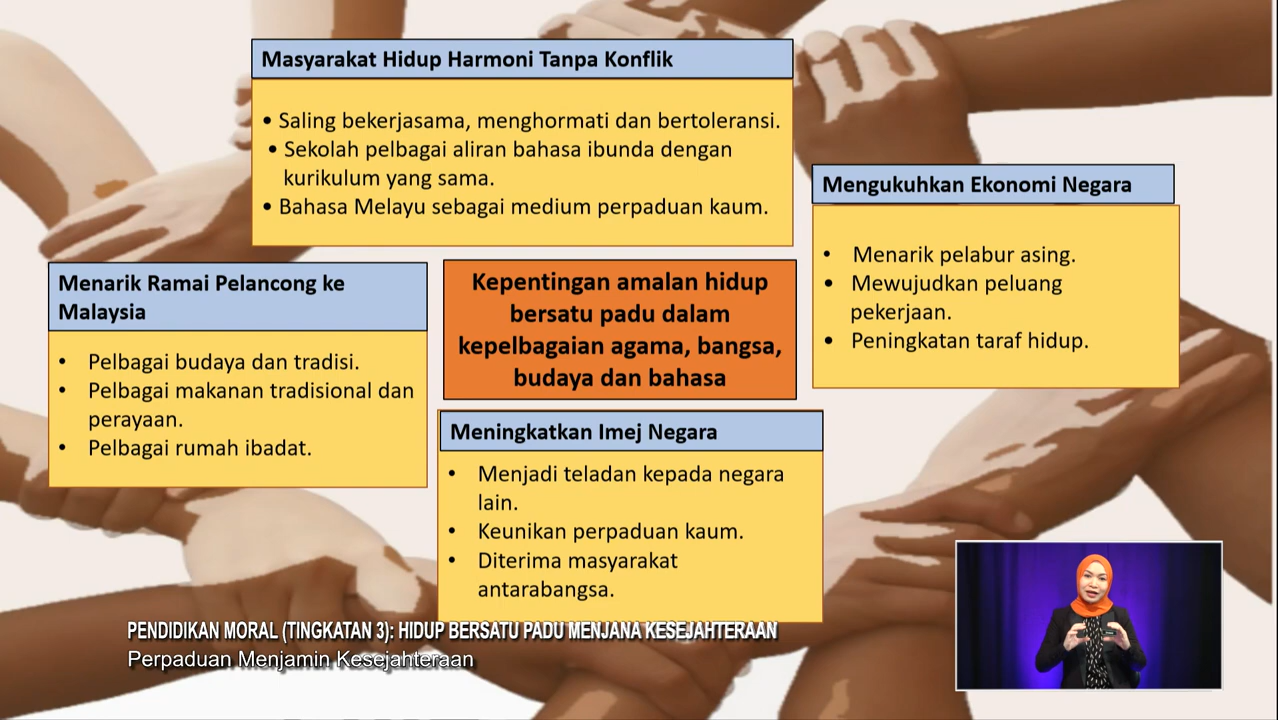 Masyarakat Hidup Harmoni Tanpa Konflik
• Saling bekerjasama, menghormati dan bertoleransi.
• Sekolah pelbagai aliran bahasa ibunda dengan
kurikulum yang sama.
• Bahasa Melayu sebagai medium perpaduan kaum.
Mengukuhkan Ekonomi Negara
• Menarik pelabur asing.
• Mewujudkan peluang
pekerjaan.
• Peningkatan taraf hidup.
Menarik Ramai Pelancong ke
Malaysia
• Pelbagai budaya dan tradisi.
• Pelbagai makanan tradisional dan
perayaan.
• Pelbagai rumah ibadat.
Kepentingan amalan hidup
bersatu padu dalam
kepelbagaian agama, bangsa,
budaya dan bahasa
Meningkatkan Imej Negara
• Menjadi teladan kepada negara
lain.
• Keunikan perpaduan kaum.
• Diterima masyarakat
antarabangsa.
PENDIDIKAN MORAL (TINGKATAN 3): HIDUP BERSATU PADU MENJANA KESEJAHTERAAN
Perpaduan Menjamin Kesejahteraan